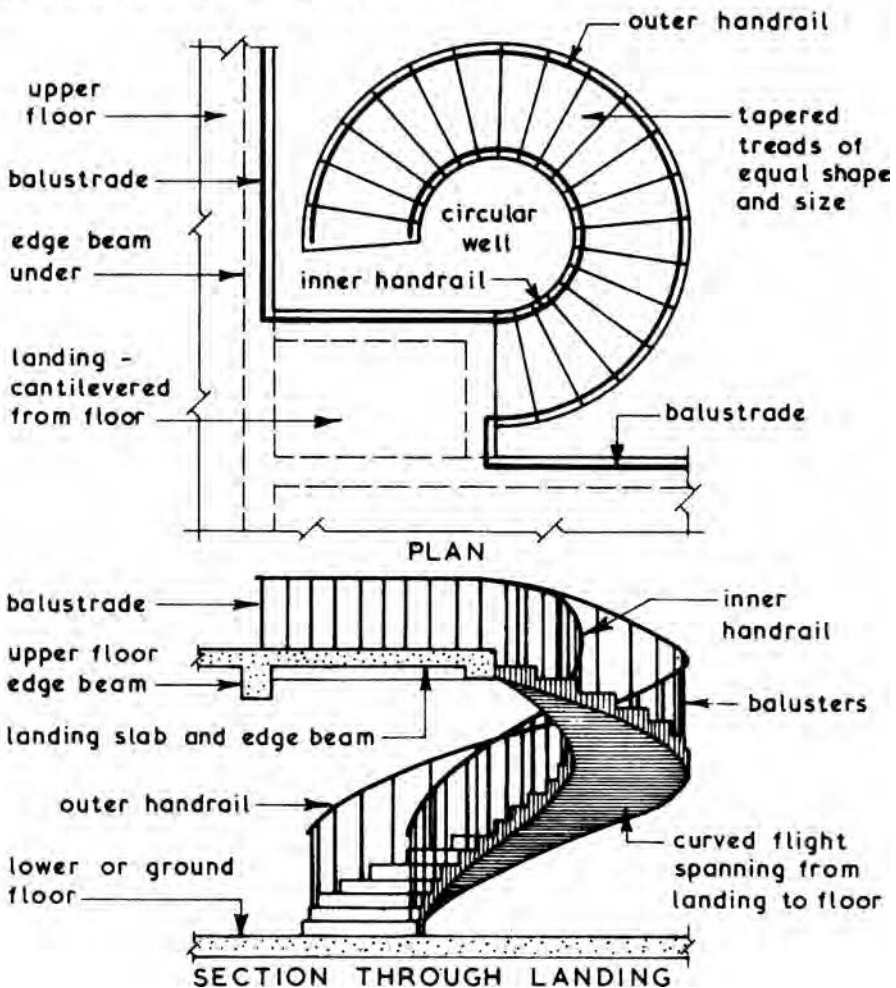 outer handrail
upper
floor
tapered
treads of
equal shape
and size
balustrade
circular
well
edge beam
under
inner handrail
landing -
cantilevered
from floor
balustrade
PLAN
balustrade
inner
handrail
upper floor
edge beam
balusters
landing slab and edge beam
outer handrail
curved flight
spanning from
landing to floor
lower or ground
floor
SECTION THROUGH LANDING